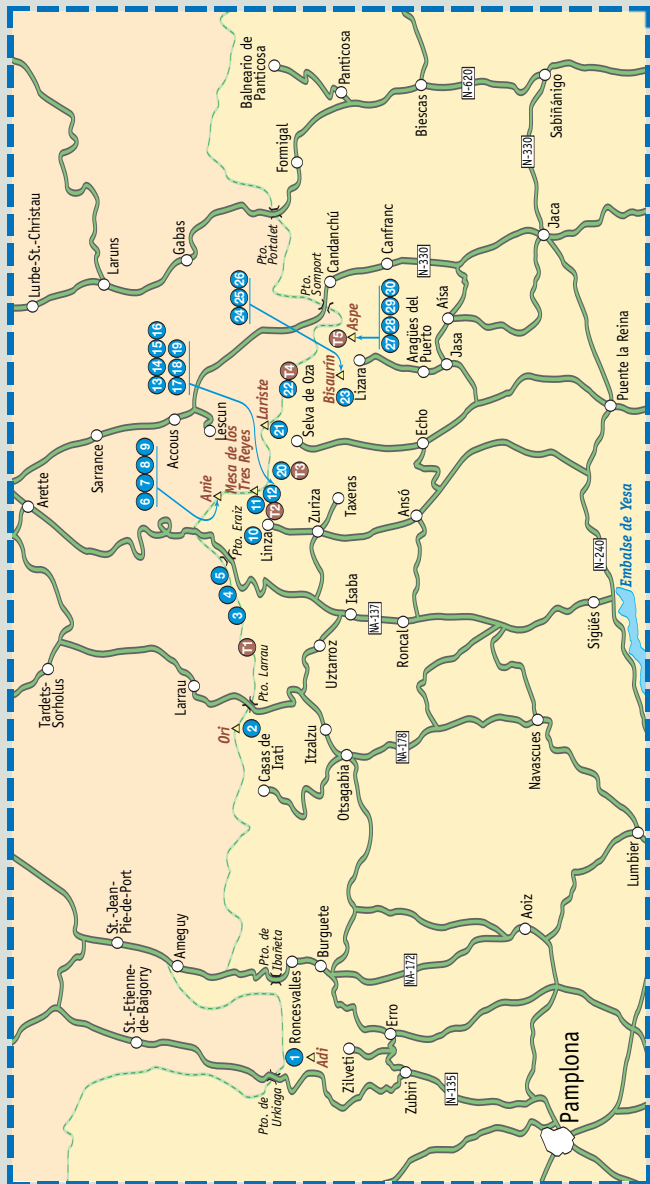 Lurbe-St.-Christau
Arette
Tardets-
Sorholus
Sarrance
Laruns
St.-Jean-
Pie-de-Port
St.-Etienne-
de-Baigorry
6 7 8 9
13 14 15 16
17 18 19
Accous
Ameguy
Larrau
Gabas
Lescun
Anie
Mesa de los
Tres Reyes
Ori
Pto. Eraiz
5
4
3
T1
2
Pto. Larrau
24 25 26
Lariste
Pto.
Portalet
Balneario de
Panticosa
Pto. de
Ibañeta
Pto. de
Urkiaga
Casas de
Irati
10
11
12
T2
Linza
20
T3
21
22
T4
Formigal
1
Roncesvalles
Adi
Selva de Oza
Pto.
Somport
Candanchú
Burguete
Itzalzu
Otsagabia
Uztarroz
Zuriza
Taxeras
Bisaurín
23
T5
Aspe
Lizara
Panticosa
Zilveti
Isaba
NA-137
27 28 29 30
Canfranc
Erro
Zubiri
NA-172
NA-178
Roncal
Ansó
Echo
Aragües del
Puerto
Jasa
Aísa
N-330
Biescas
N-135
N-620
Aoiz
Navascues
Jaca
N-330
Sabiñánigo
Pamplona
Sigüés
N-240
Puente la Reina
Lumbier
Embalse de Yesa